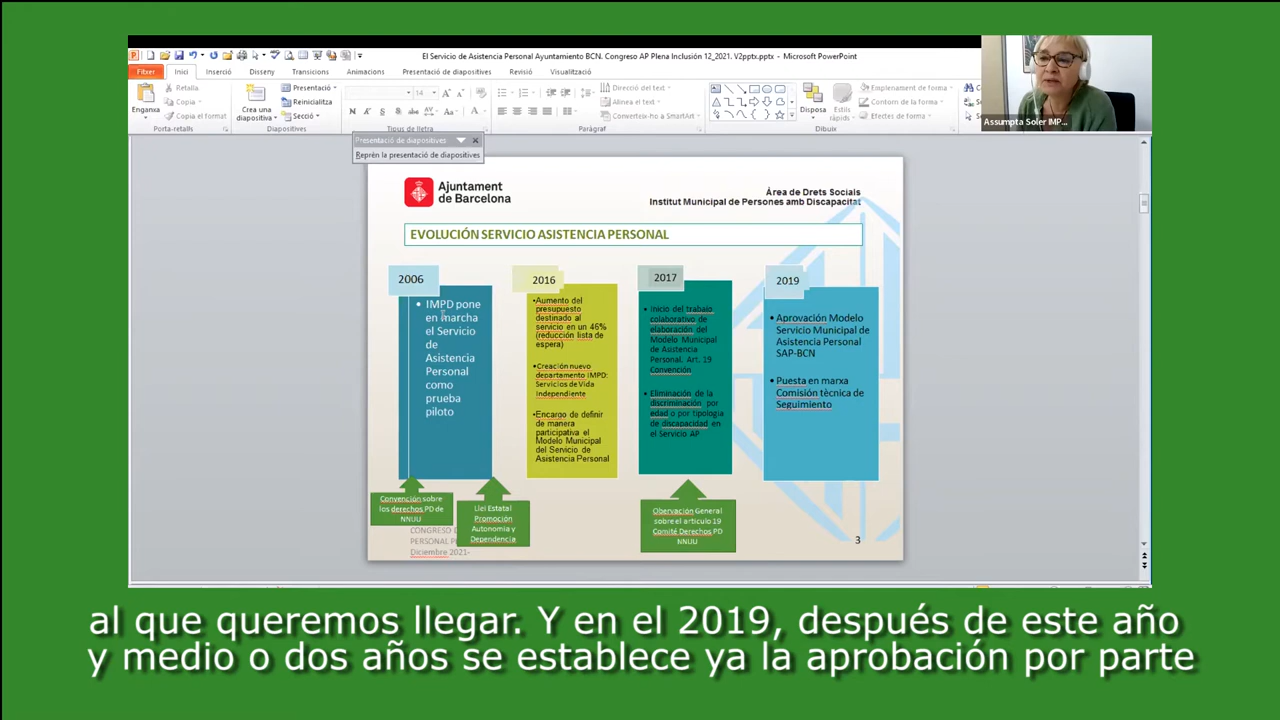 El Servicio de Asistencia Personal Ayuntamiento BCN. Congreso AP Plena Inclusión 12_2021. V2pptx.pptx - Microsoft PowerPoint
Fitxer
Inici
Inserció
Disseny
Transicions
Animacions
Presentació de diapositives
Revisió
Visualització
Enganxa
Retalla
Copia
Copia el format
Porta-retalls
Crea una
diapositiva
Presentació
Reinicialitza
Secció
Diapositives
Tipus de lletra
Direcció del text
Alinea el text
Converteix-ho a SmartArt
Paràgraf
Disposa
Estils
ràpids
Emplenament de forma
Contorn de la forma
Efectes de forma
Dibuix
Assumpta Soler IMP...
Presentació de diapositives
Reprén la presentació de diapositives
Ajuntament
de Barcelona
Área de Drets Socials
Institut Municipal de Persones amb Discapacitat
EVOLUCIÓN SERVICIO ASISTENCIA PERSONAL
2006
• IMPD pone
en marcha
el Servicio
de
Asistencia
Personal
como
prueba
piloto
2016
•Aumento del
presupuesto
destinado al
servicio en un 46%
(reducción lista de
espera)
•Creación nuevo
departamento IMPD:
Servicios de Vida
Independiente
•Encargo de definir
de manera
participativa el
Modelo Municipal
del Servicio de
Asistencia Personal
2017
• Inicio del trabajo
colaborativo de
elaboración del
Modelo Municipal
de Asistencia
Personal. Art. 19
Convención
• Eliminación de la
discriminación por
edad o por tipologia
de discapacidad en
el Servicio AP
2019
• Aprovación Modelo
Servicio Municipal de
Asistencia Personal
SAP-BCN
• Puesta en marxa
Comisión tècnica de
Seguimiento
Convención sobre
los derechos PD de
NNUU
Llei Estatal
Promoción
Autonomia y
Dependencia
Obervación General
sobre el articulo 19
Comité Derechos PD
NNUU
CONGRESO
PERSONAL
Diciembre 2021-
3
al que queremos llegar. Y en el 2019, después de este año
y medio o dos años se establece ya la aprobación por parte